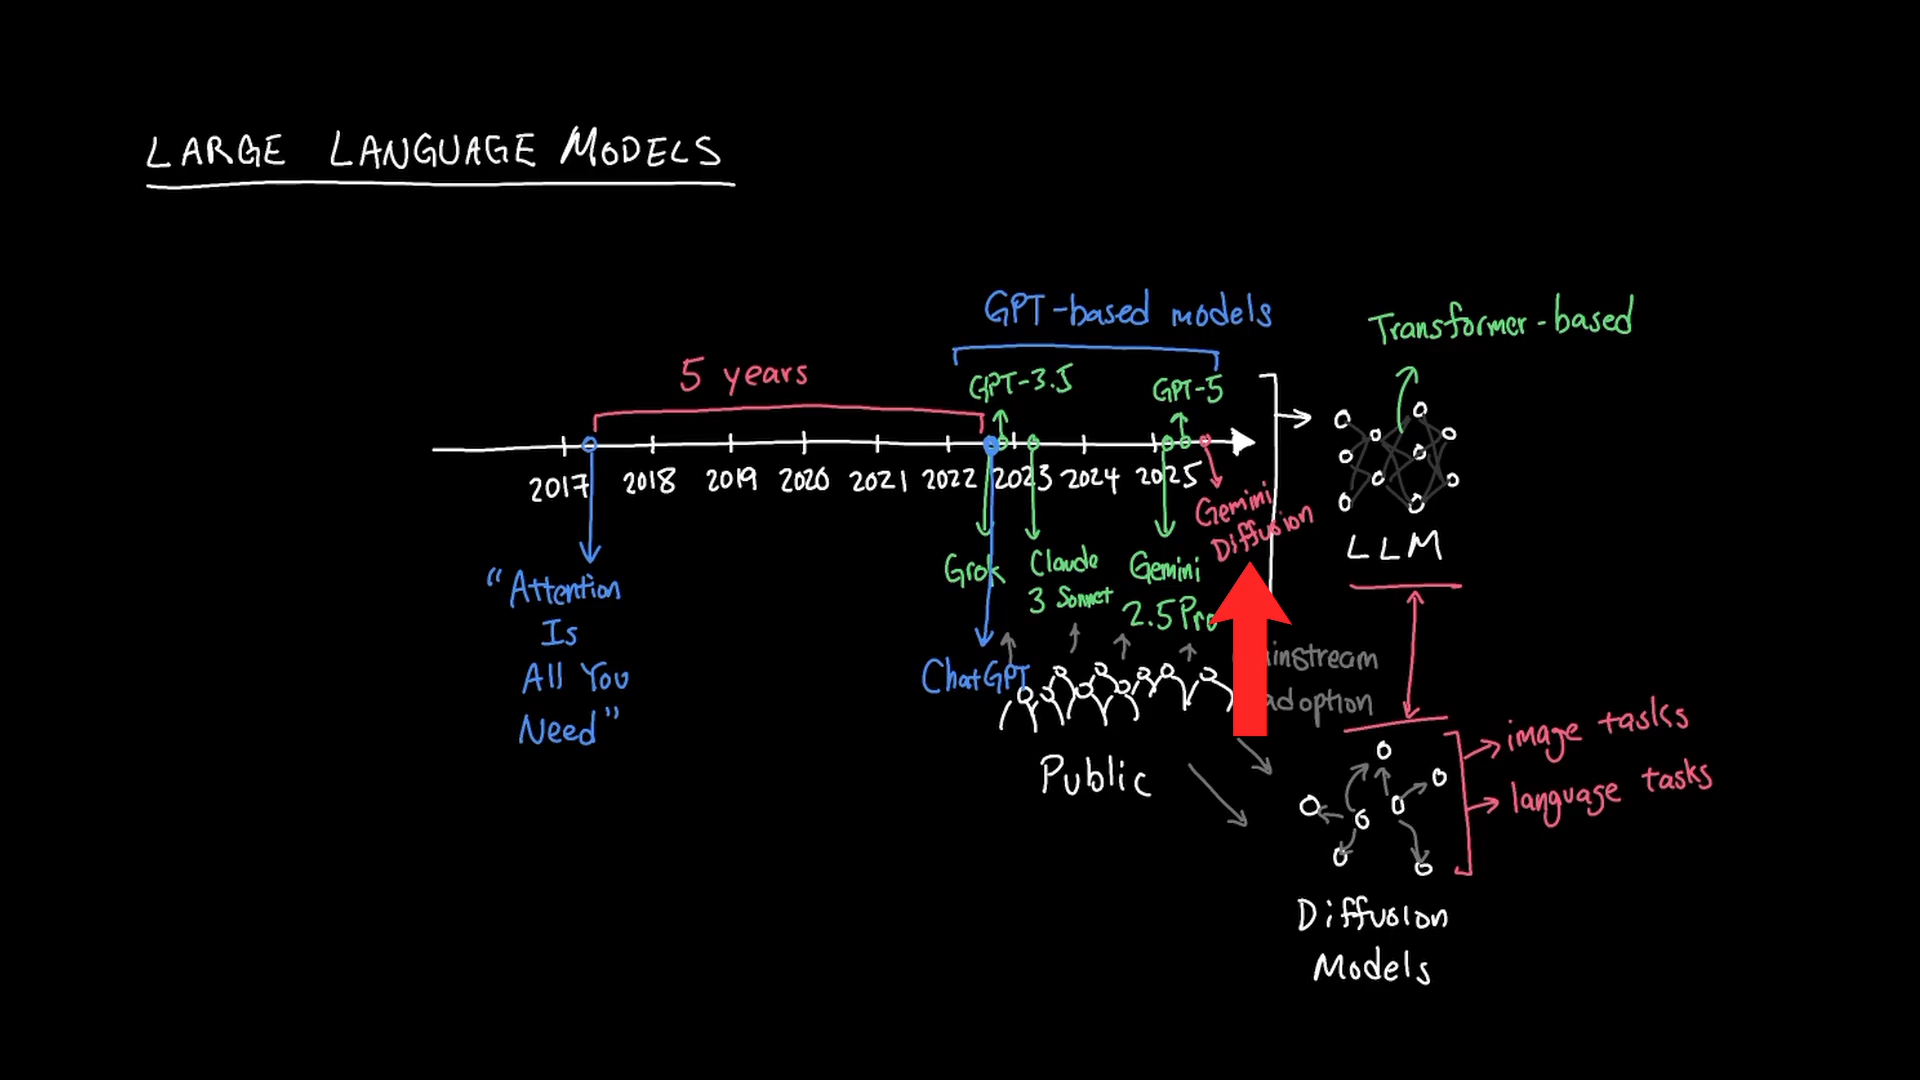 LARGE LANGUAGE MODELS
GPT-based models
Transformer-based
5 years
GPT-3.5
GPT-5
2017 2018 2019 2020 2021 2022 2023 2024 2025
Gemini
Diffusion
LLM
Grok
Claude
3 Sonnet
Gemini
2.5 Pro
"Attention
Is
All You
Need"
ChatGPT
adoption
Public
image tasks
language tasks
Diffusion
Models